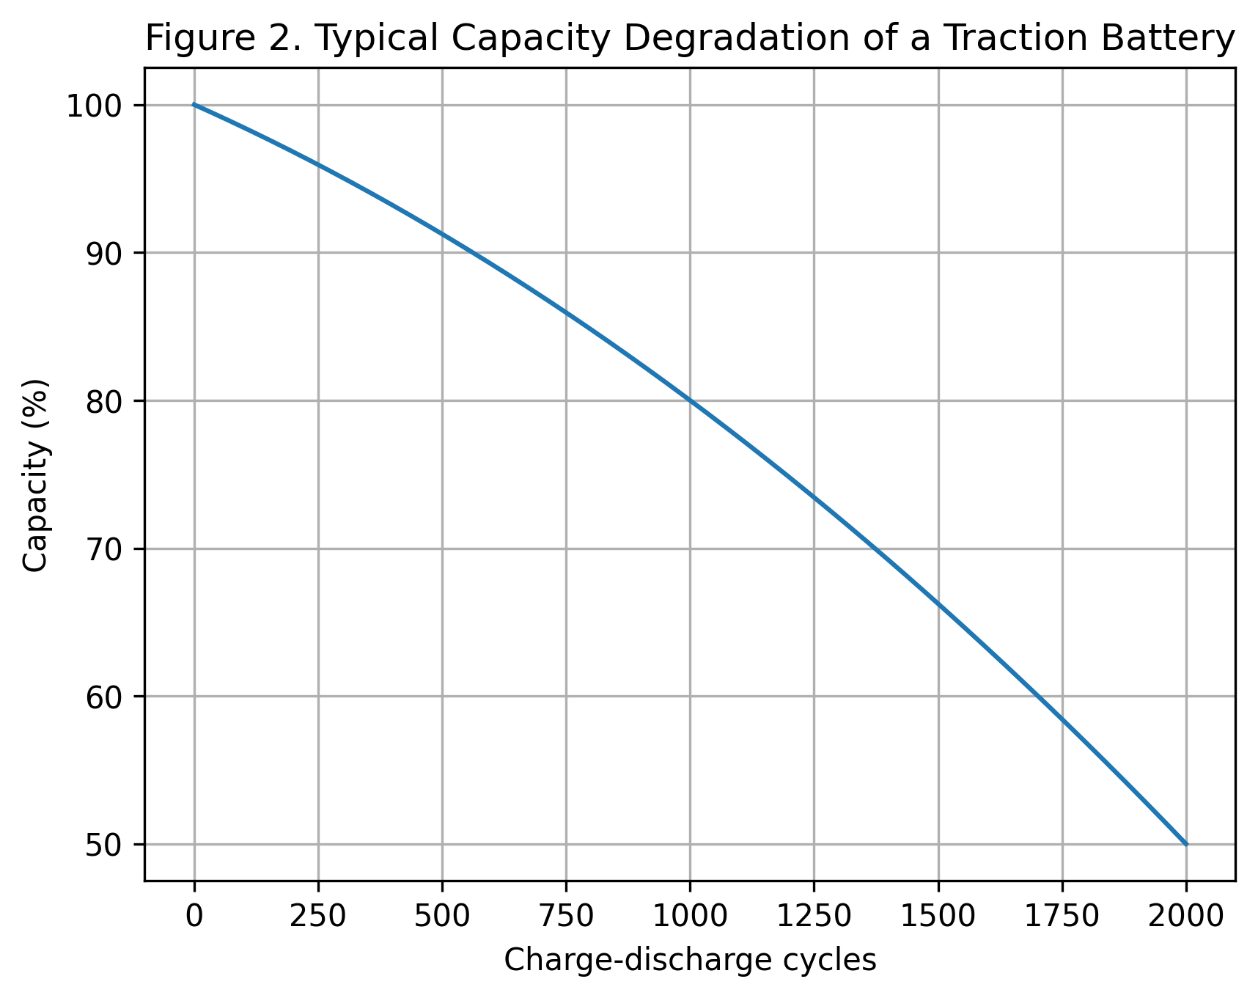 Figure 2. Typical Capacity Degradation of a Traction Battery
100
90
80
70
60
50
Capacity (%)
0 250 500 750 1000 1250 1500 1750 2000
Charge-discharge cycles